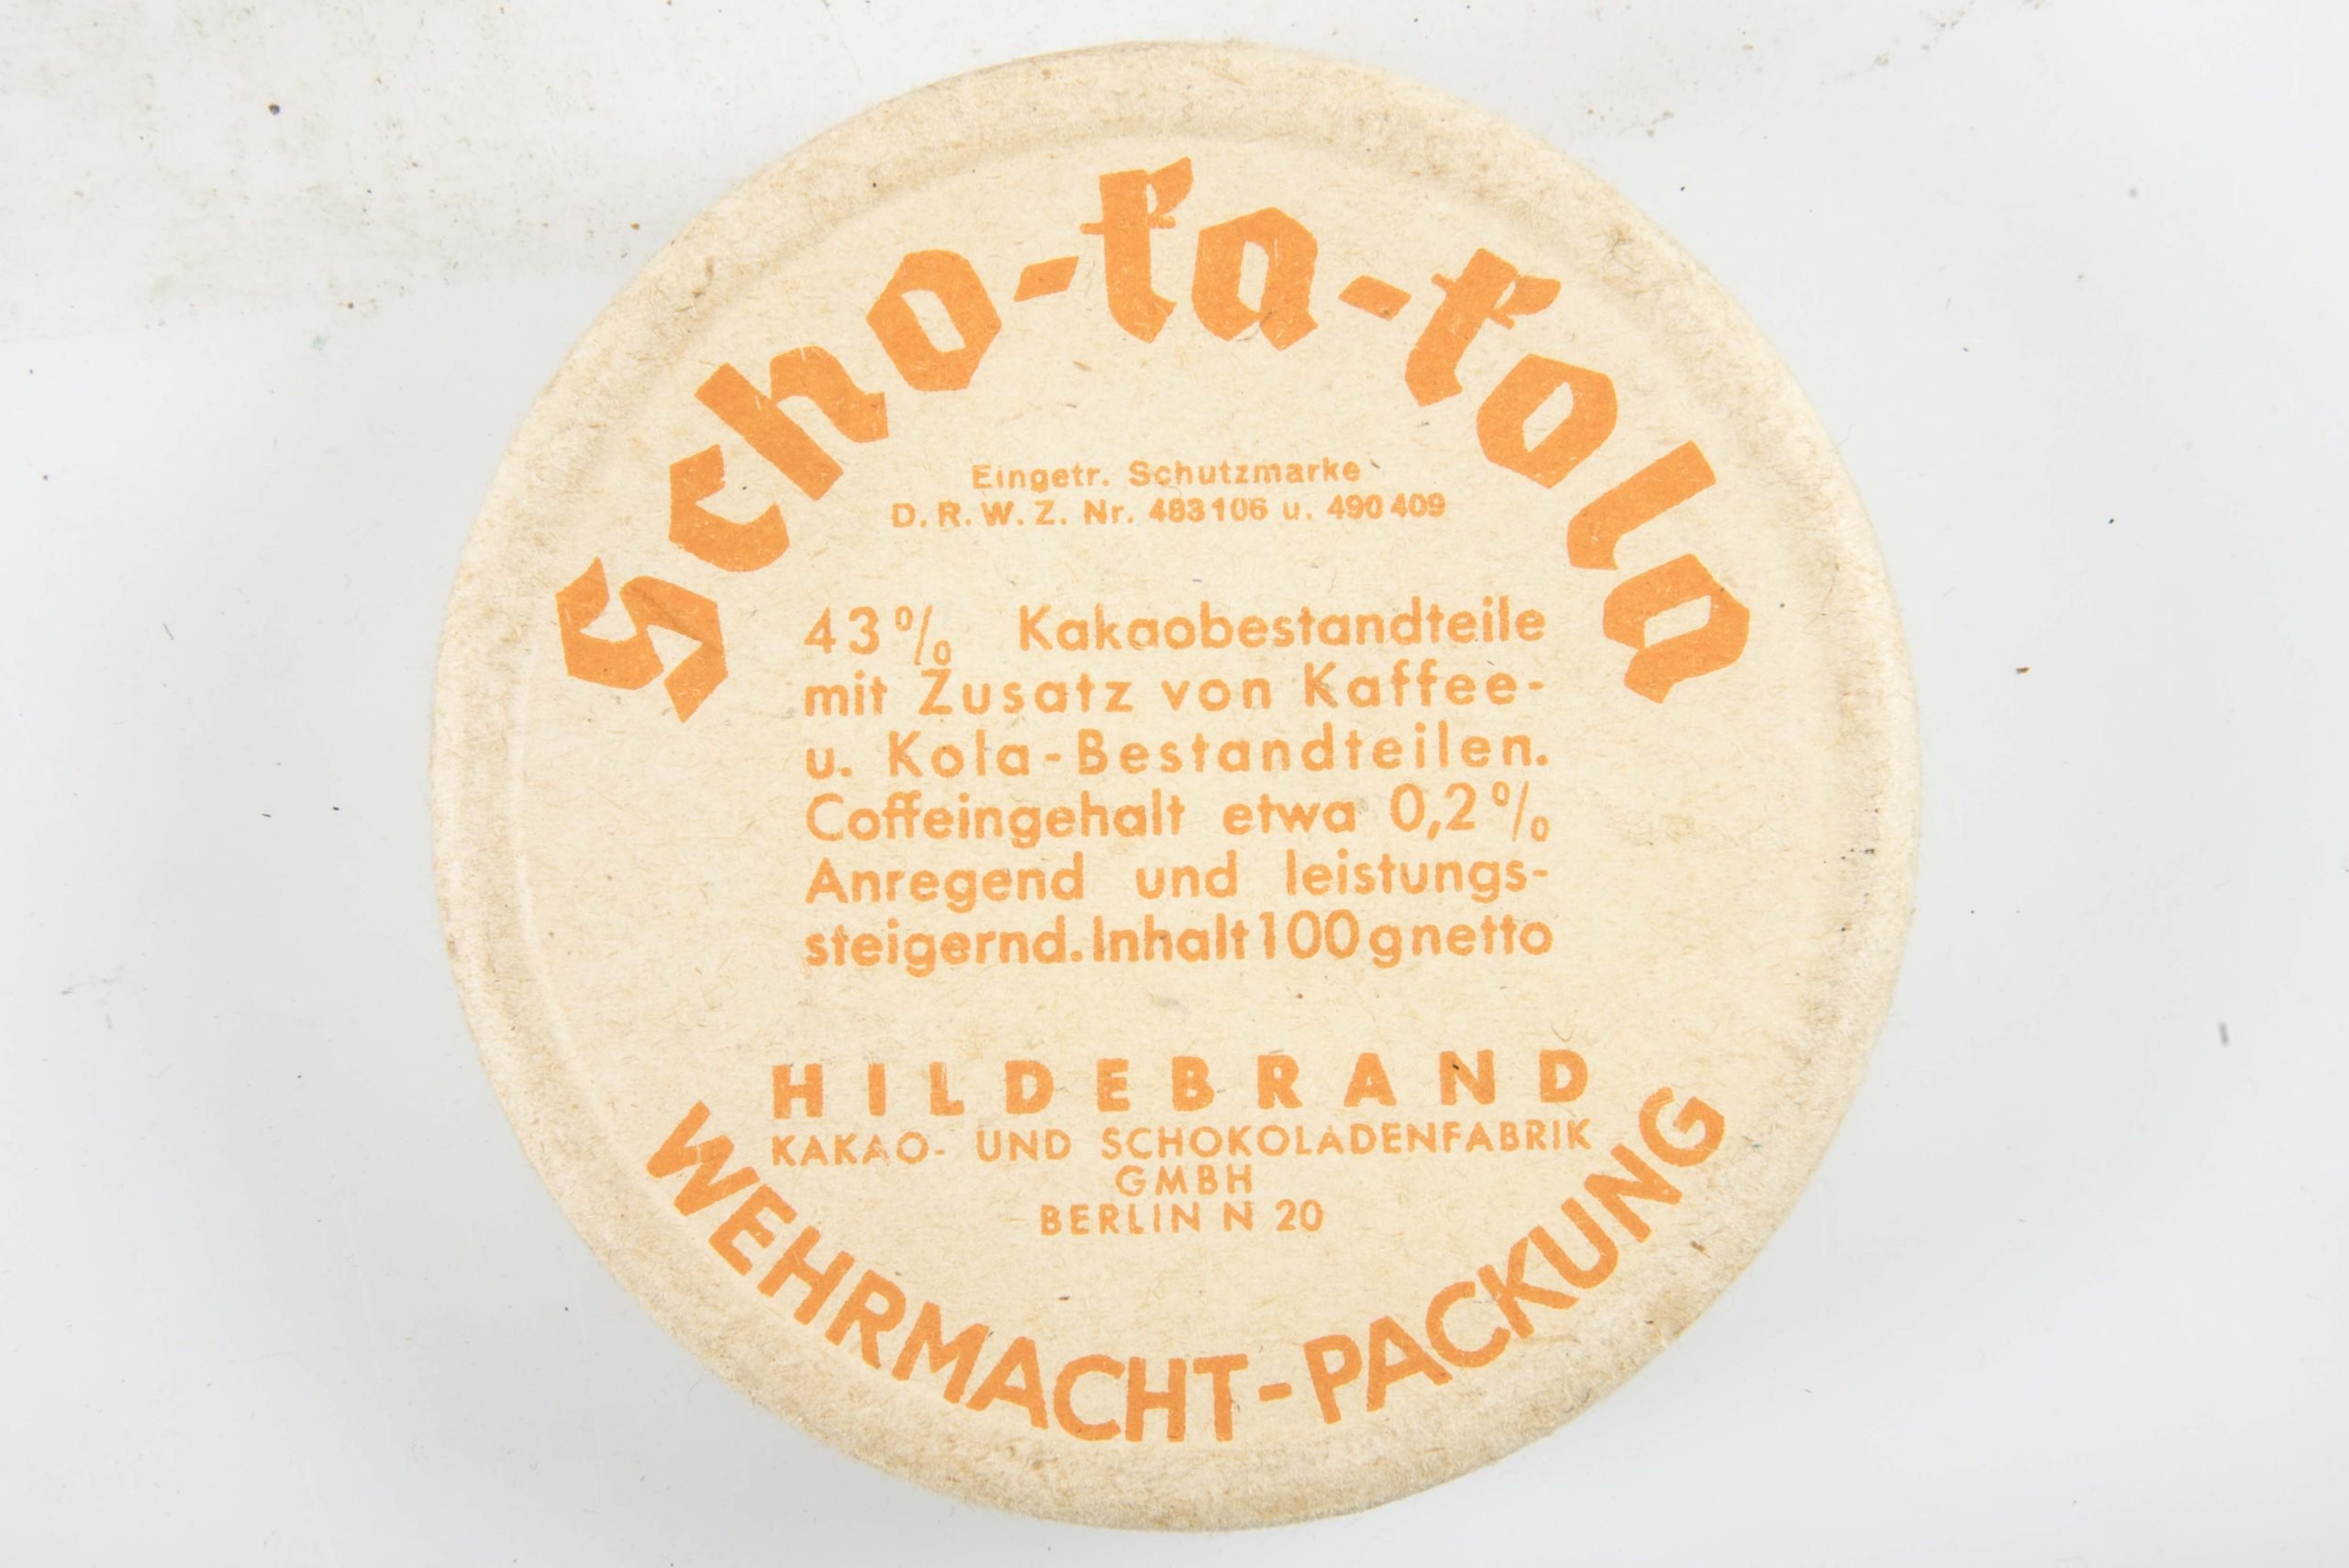 Scho-ka-kola
Eingetr. Schutzmarke
D. R. W. Z. Nr. 483106 u. 490409
43% Kakaobestandteile
mit Zusatz von Kaffee-
u. Kola-Bestandteilen.
Coffeingehalt etwa 0,2%
Anregend und leistungs-
steigernd. Inhalt 100 g netto
HILDEBRAND
KAKAO- UND SCHOKOLADENFABRIK
GMBH
BERLIN N 20
WEHRMACHT-PACKUNG